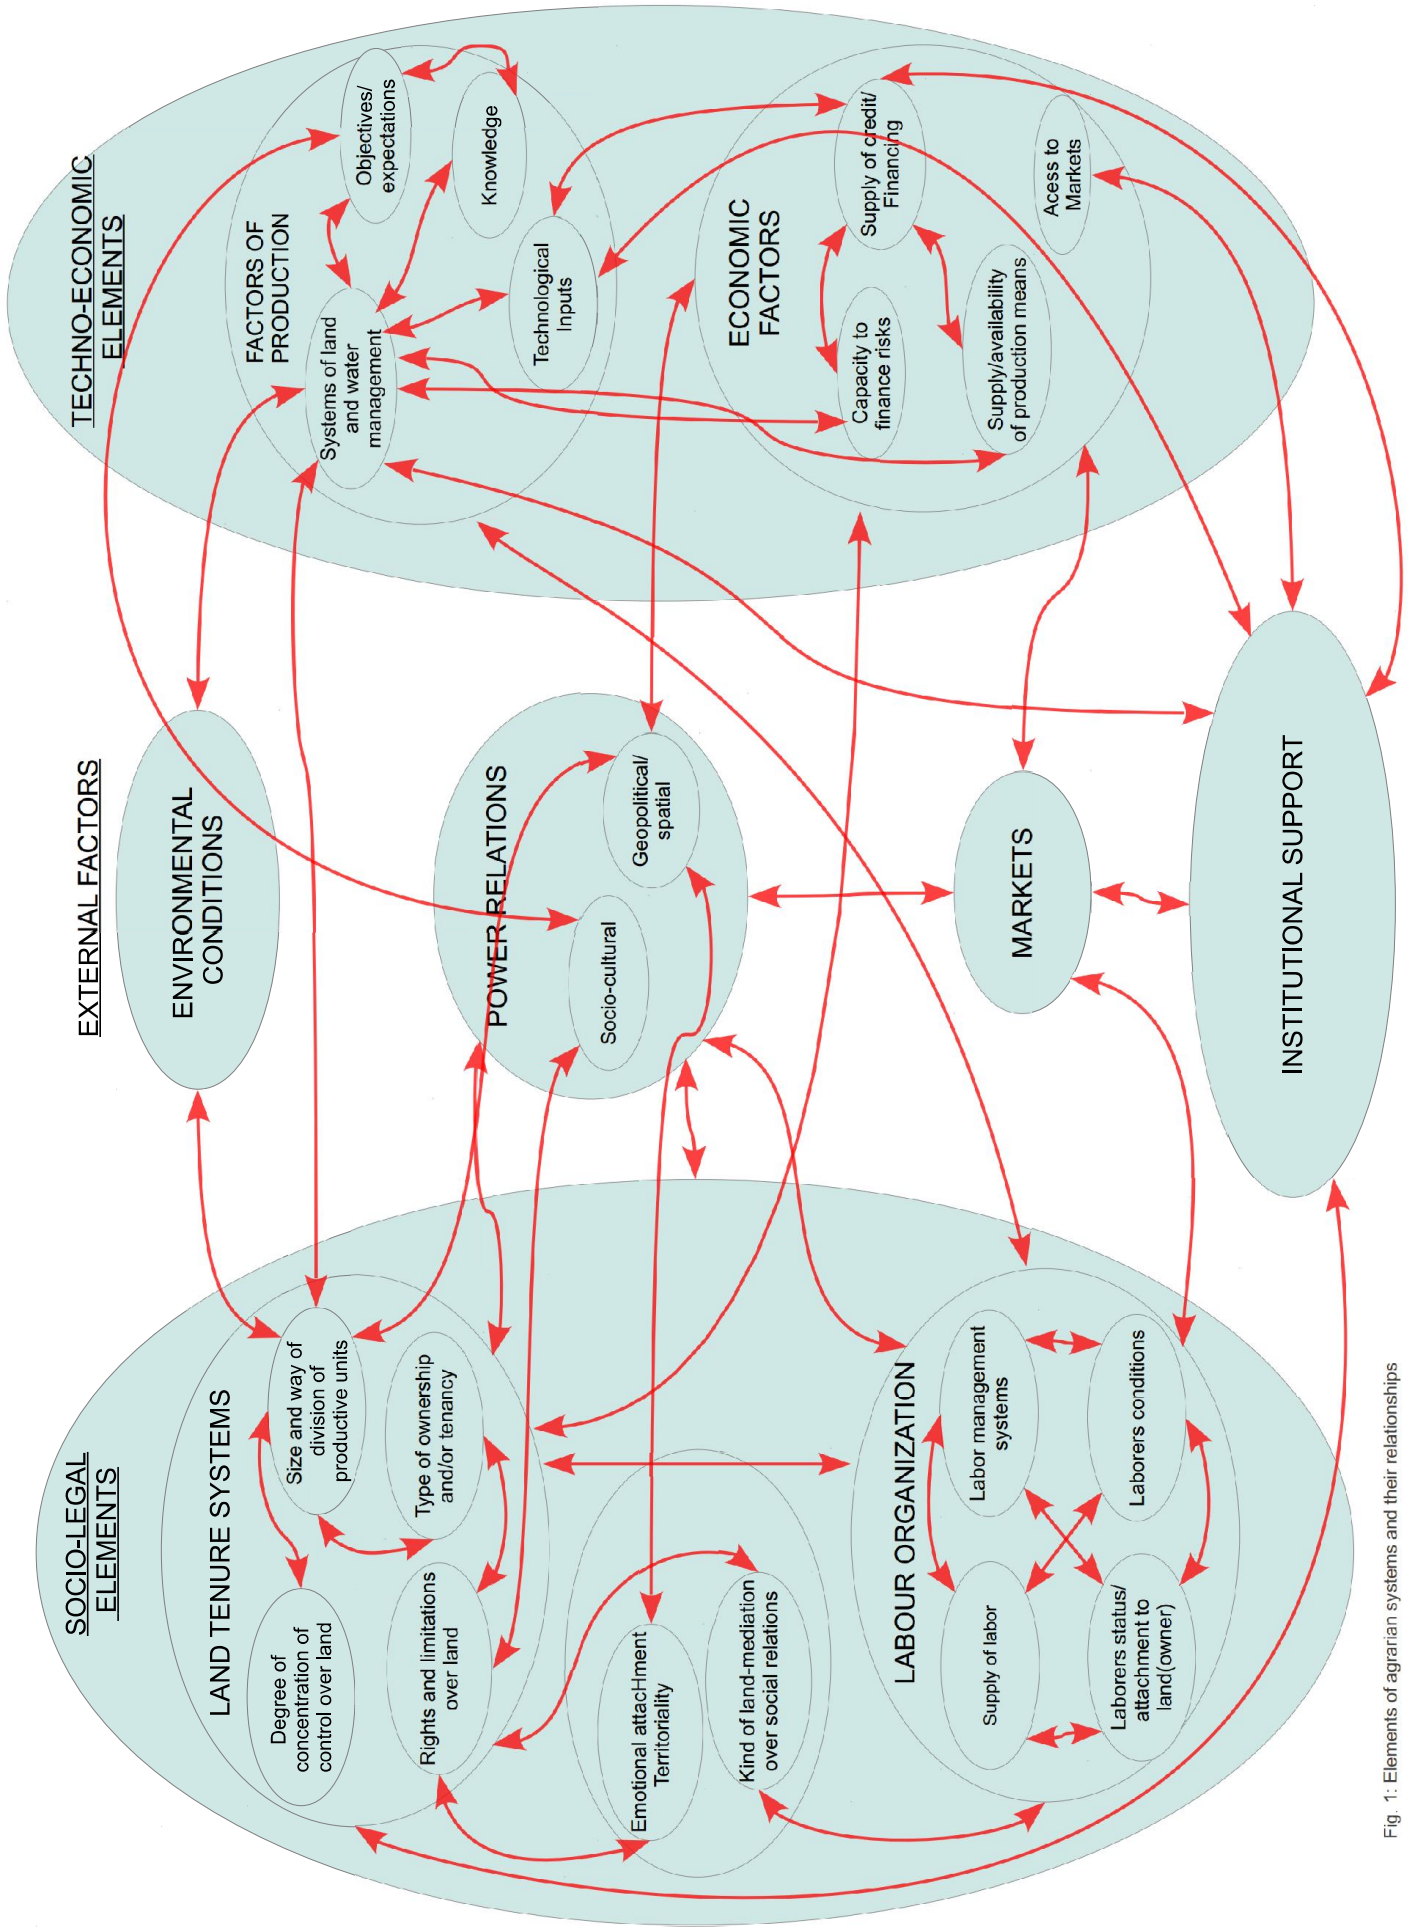 SOCIO-LEGAL
ELEMENTS
LAND TENURE SYSTEMS
Degree of
concentration of
control over land
Size and way of
division of
productive units
Rights and limitations
over land
Type of ownership
and/or tenancy
Emotional attacHment
Territoriality
Kind of land-mediation
over social relations
LABOUR ORGANIZATION
Supply of labor
Labor management
systems
Laborers status/
attachment to
land(owner)
Laborers conditions
EXTERNAL FACTORS
ENVIRONMENTAL
CONDITIONS
POWER RELATIONS
Socio-cultural
Geopolitical/
spatial
MARKETS
INSTITUTIONAL SUPPORT
TECHNO-ECONOMIC
ELEMENTS
FACTORS OF
PRODUCTION
Systems of land
and water
management
Objectives/
expectations
Knowledge
Technological
Inputs
ECONOMIC
FACTORS
Capacity to
finance risks
Supply of credit/
Financing
Supply/availability
of production means
Acess to
Markets
Fig. 1: Elements of agrarian systems and their relationships